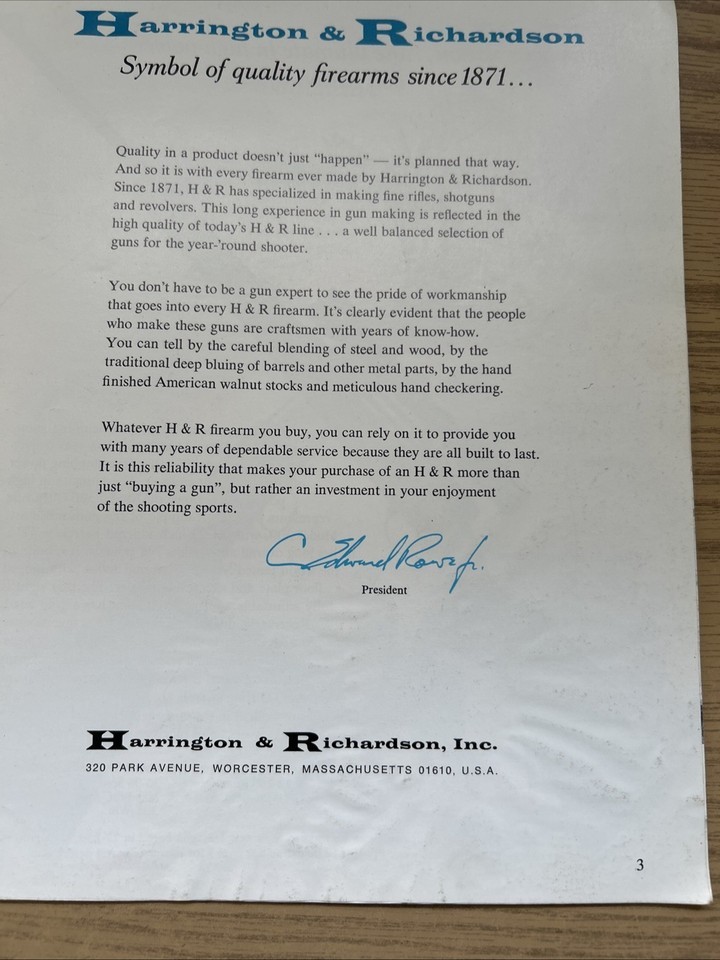 Harrington & Richardson
Symbol of quality firearms since 1871...
Quality in a product doesn't just "happen" — it's planned that way.
And so it is with every firearm ever made by Harrington & Richardson.
Since 1871, H & R has specialized in making fine rifles, shotguns
and revolvers. This long experience in gun making is reflected in the
high quality of today's H & R line . . . a well balanced selection of
guns for the year-'round shooter.
You don't have to be a gun expert to see the pride of workmanship
that goes into every H & R firearm. It's clearly evident that the people
who make these guns are craftsmen with years of know-how.
You can tell by the careful blending of steel and wood, by the
traditional deep bluing of barrels and other metal parts, by the hand
finished American walnut stocks and meticulous hand checkering.
Whatever H & R firearm you buy, you can rely on it to provide you
with many years of dependable service because they are all built to last.
It is this reliability that makes your purchase of an H & R more than
just "buying a gun", but rather an investment in your enjoyment
of the shooting sports.
C. Edward Rowe Jr.
President
Harrington & Richardson, Inc.
320 PARK AVENUE, WORCESTER, MASSACHUSETTS 01610, U.S.A.
3